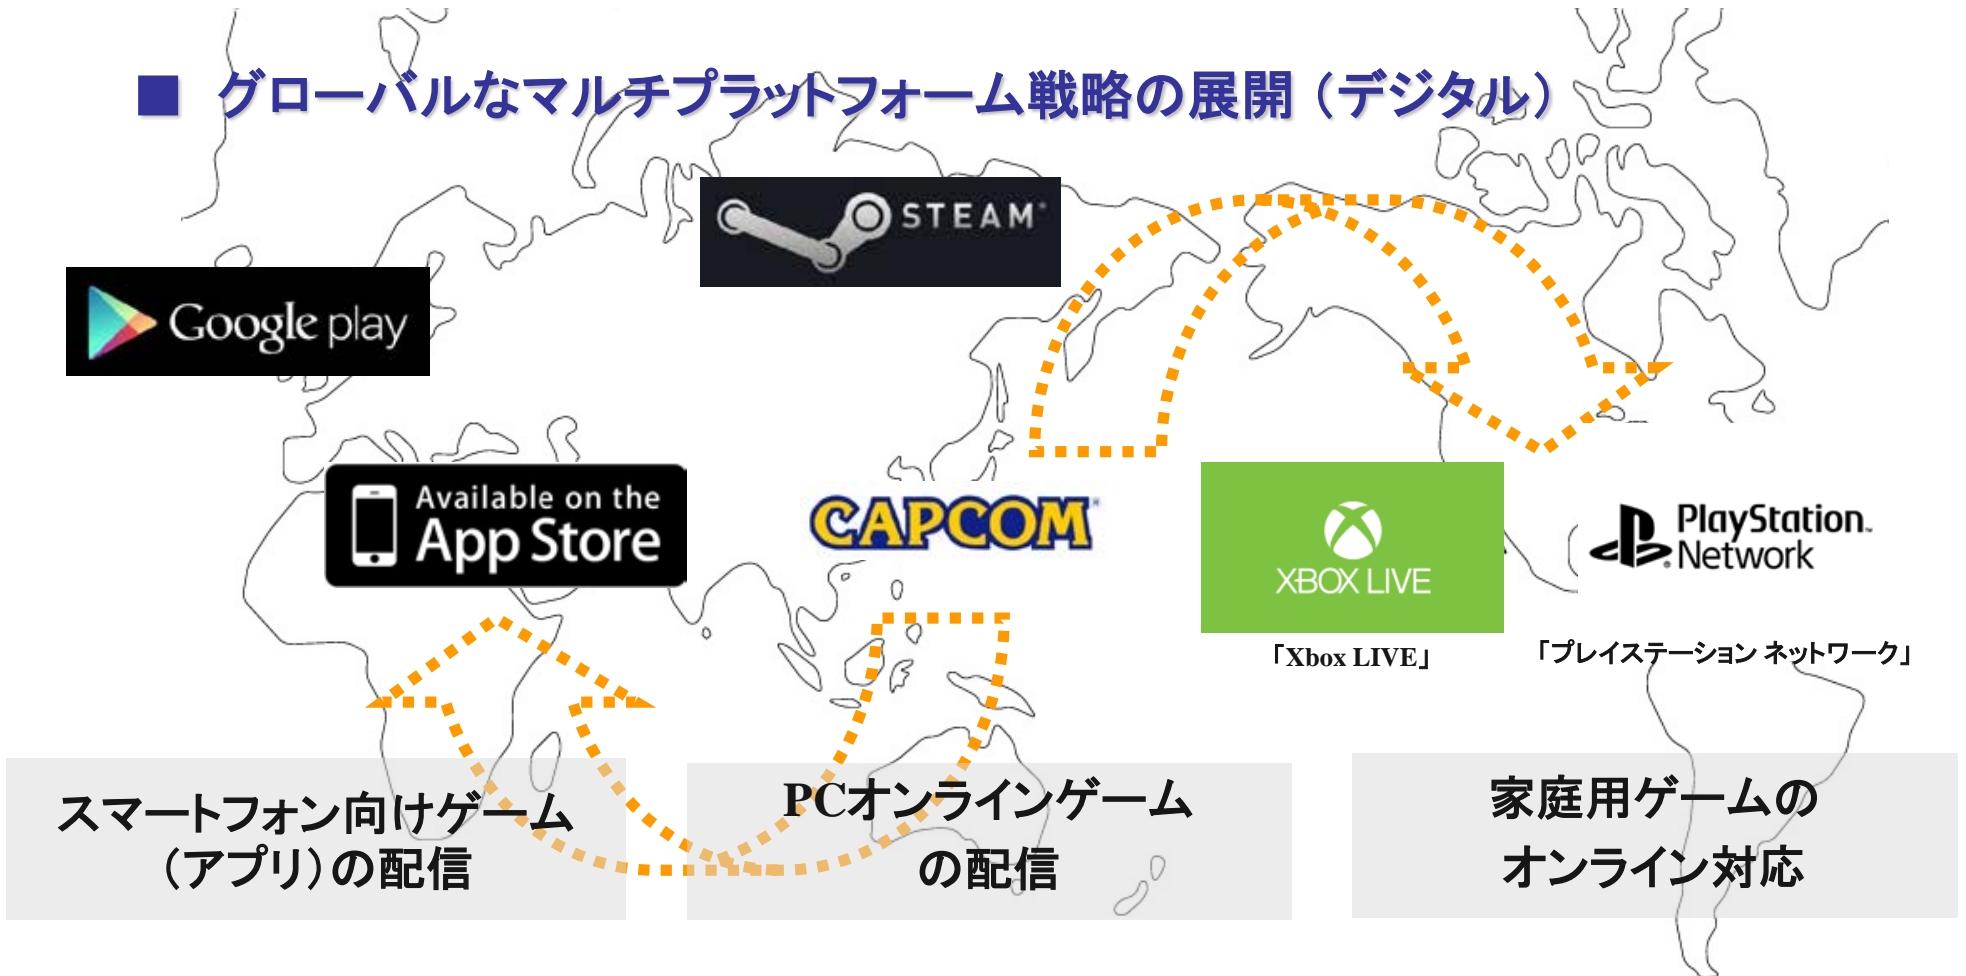 ■ グローバルなマルチプラットフォーム戦略の展開（デジタル）
STEAM
Google play
Available on the
App Store
CAPCOM
XBOX LIVE
PlayStation
Network
「Xbox LIVE」
「プレイステーション ネットワーク」
スマートフォン向けゲーム
（アプリ）の配信
PCオンラインゲーム
の配信
家庭用ゲームの
オンライン対応